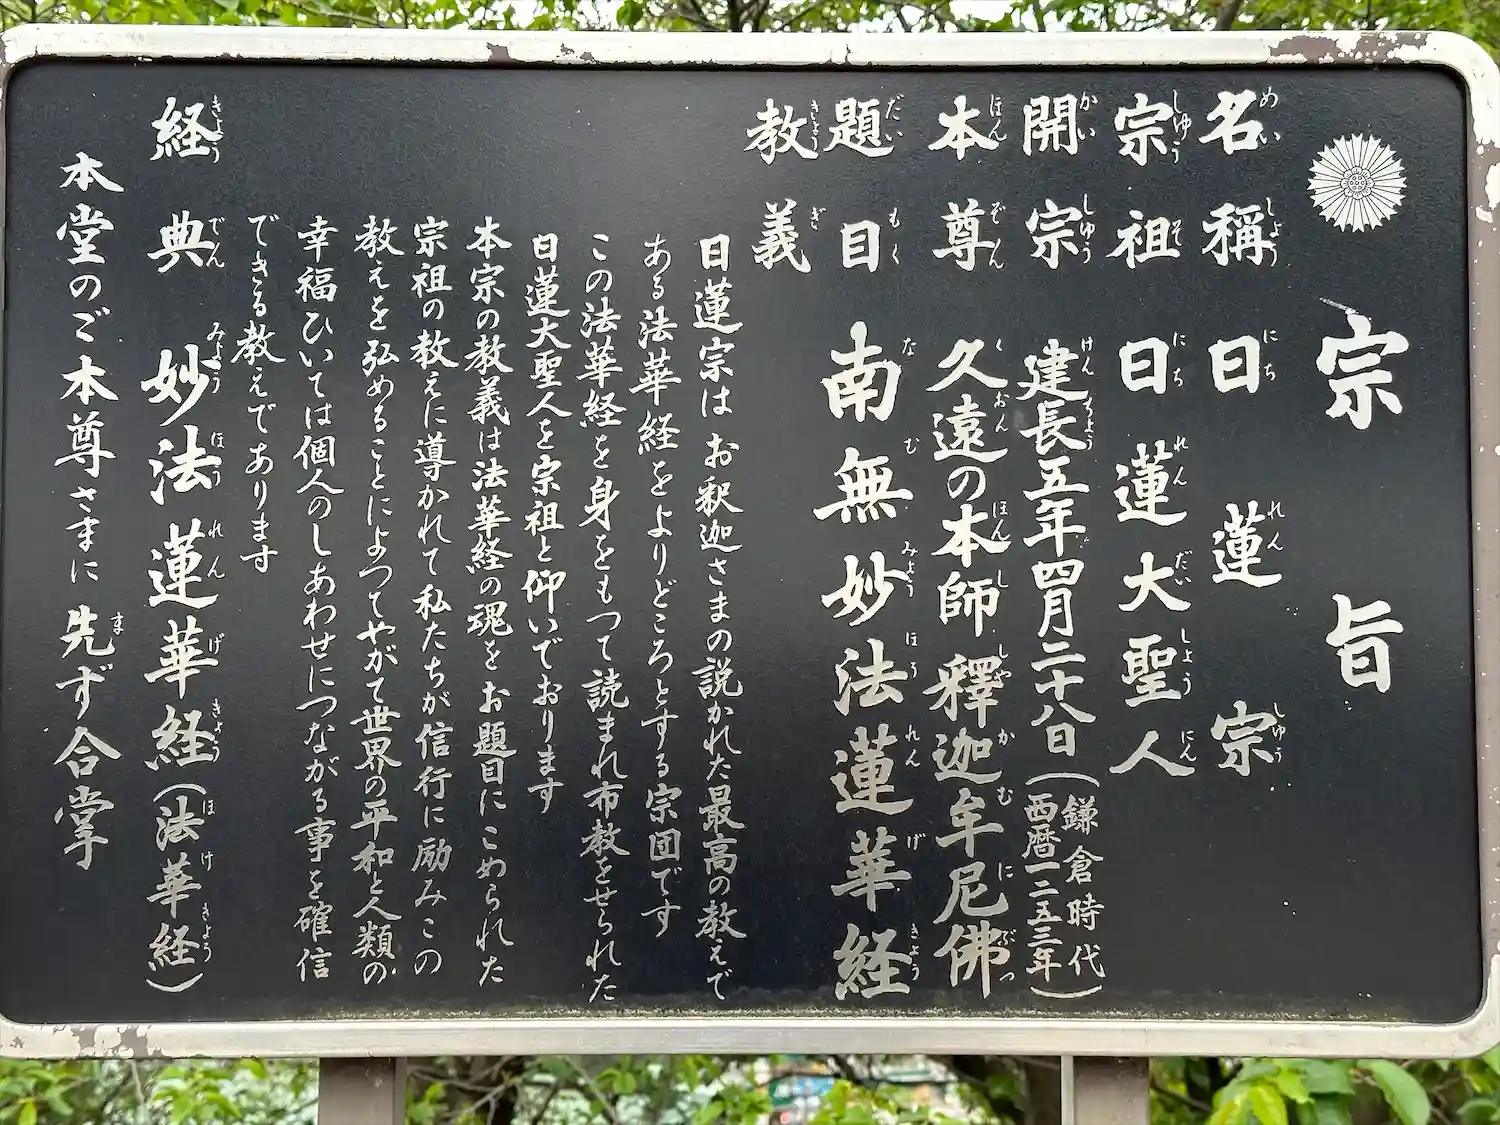 宗旨
名称 日蓮宗
宗祖 日蓮大聖人
開宗 建長五年四月二十八日(鎌倉時代 西暦一二五三年)
本尊 久遠の本師釋迦牟尼佛
題目 南無妙法蓮華経
教義
日蓮宗は お釈迦さまの説かれた最高の教えで
ある法華経をよりどころとする宗団です
この法華経を身をもつて読まれ布教をせられた
日蓮大聖人を宗祖と仰いでおります
本宗の教義は法華経の魂をお題目にこめられた
宗祖の教えに導かれて私たちが信行に励みこの
教えを弘めることによつてやがて世界の平和と人類の
幸福ひいては個人のしあわせにつながる事を確信
できる教えであります
経典 妙法蓮華経(法華経)
本堂のご本尊さまに先ず合掌